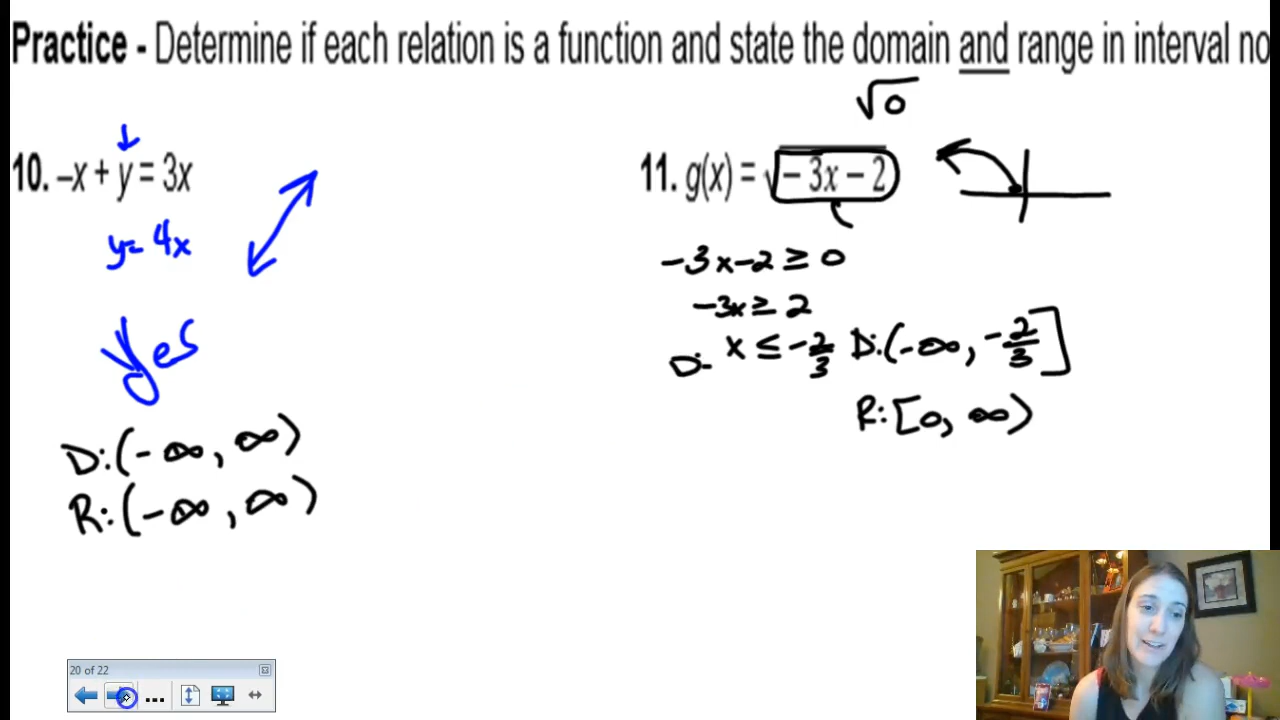 Practice - Determine if each relation is a function and state the domain and range in interval no
√0
10. –x + y = 3x
11. g(x) = √– 3x – 2
y= 4x
-3x-2 ≥ 0
-3x ≥ 2
Yes
D: x ≤ -2/3 D:(-∞, -2/3]
R:[0, ∞)
D:(-∞, ∞)
R:(-∞, ∞)
20 of 22